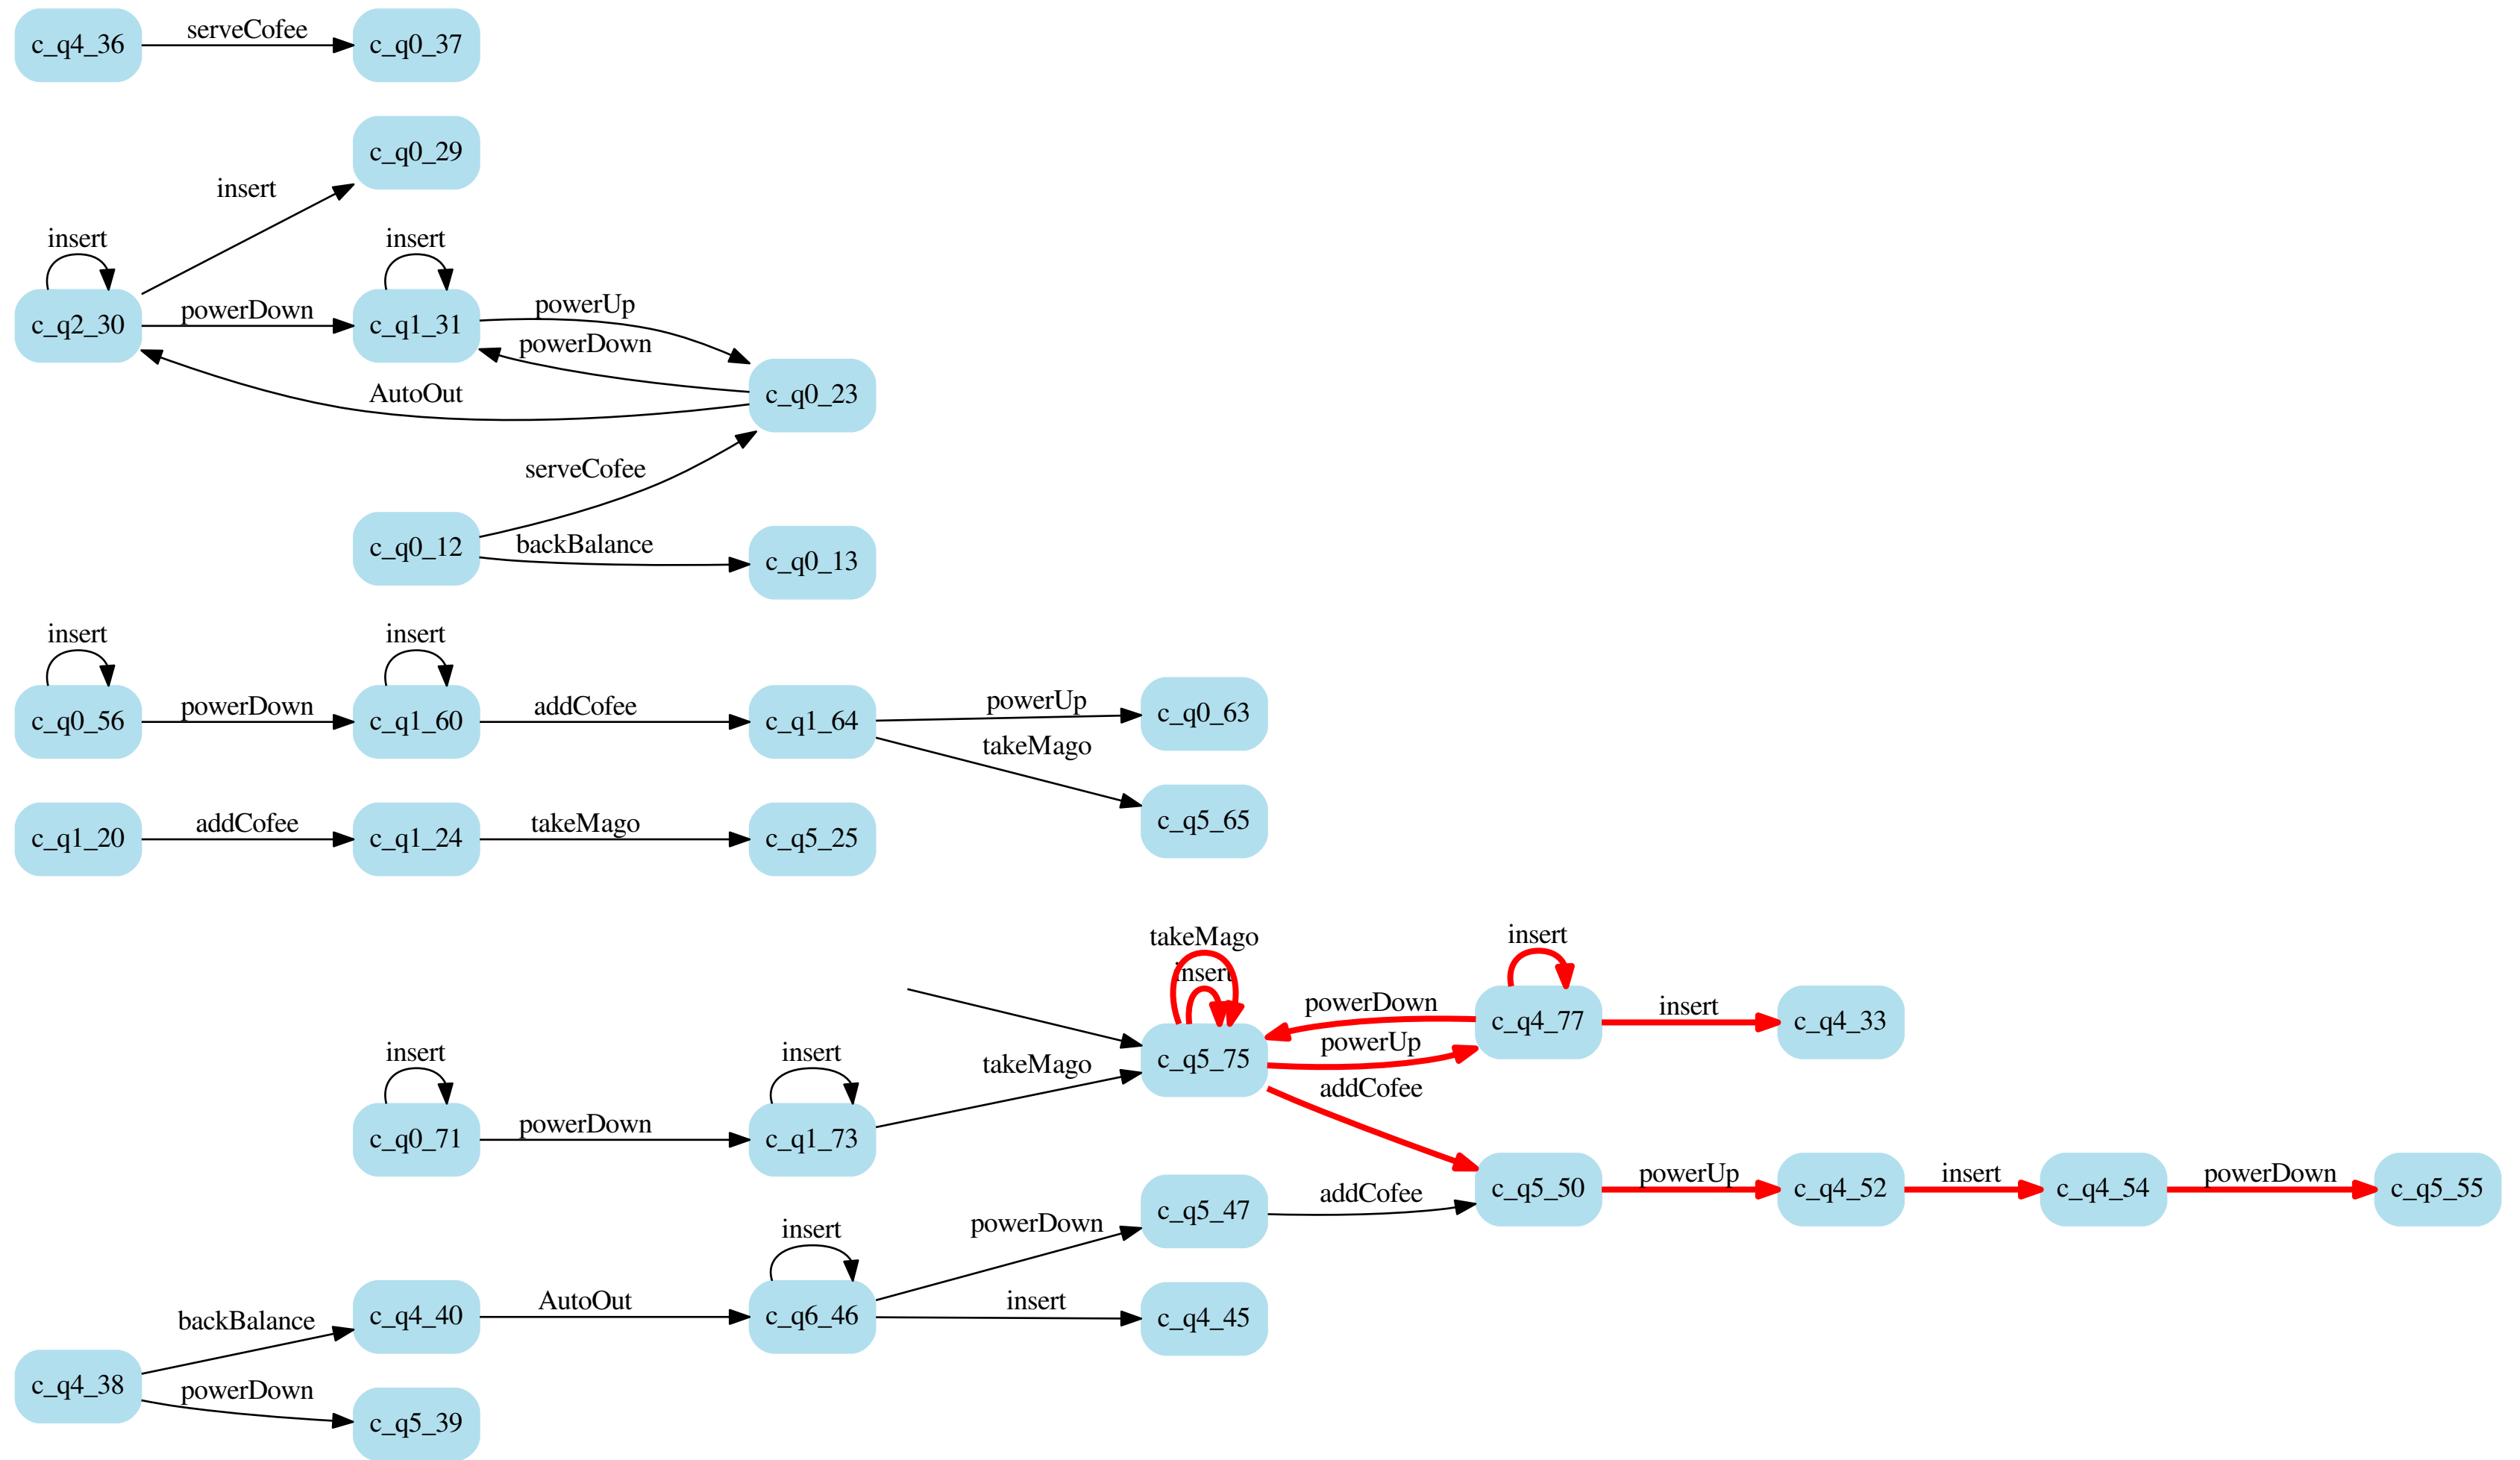 c_q4_36
serveCofee
c_q0_37
c_q0_29
insert
insert
insert
c_q2_30
powerDown
c_q1_31
powerUp
powerDown
AutoOut
c_q0_23
serveCofee
c_q0_12
backBalance
c_q0_13
insert
insert
c_q0_56
powerDown
c_q1_60
addCofee
c_q1_64
powerUp
c_q0_63
takeMago
c_q5_65
c_q1_20
addCofee
c_q1_24
takeMago
c_q5_25
takeMago
insert
insert
powerDown
c_q4_77
insert
c_q4_33
powerUp
c_q5_75
addCofee
insert
insert
takeMago
c_q0_71
powerDown
c_q1_73
c_q5_50
powerUp
c_q4_52
insert
c_q4_54
powerDown
c_q5_55
c_q5_47
addCofee
insert
powerDown
backBalance
c_q4_40
AutoOut
c_q6_46
insert
c_q4_45
c_q4_38
powerDown
c_q5_39